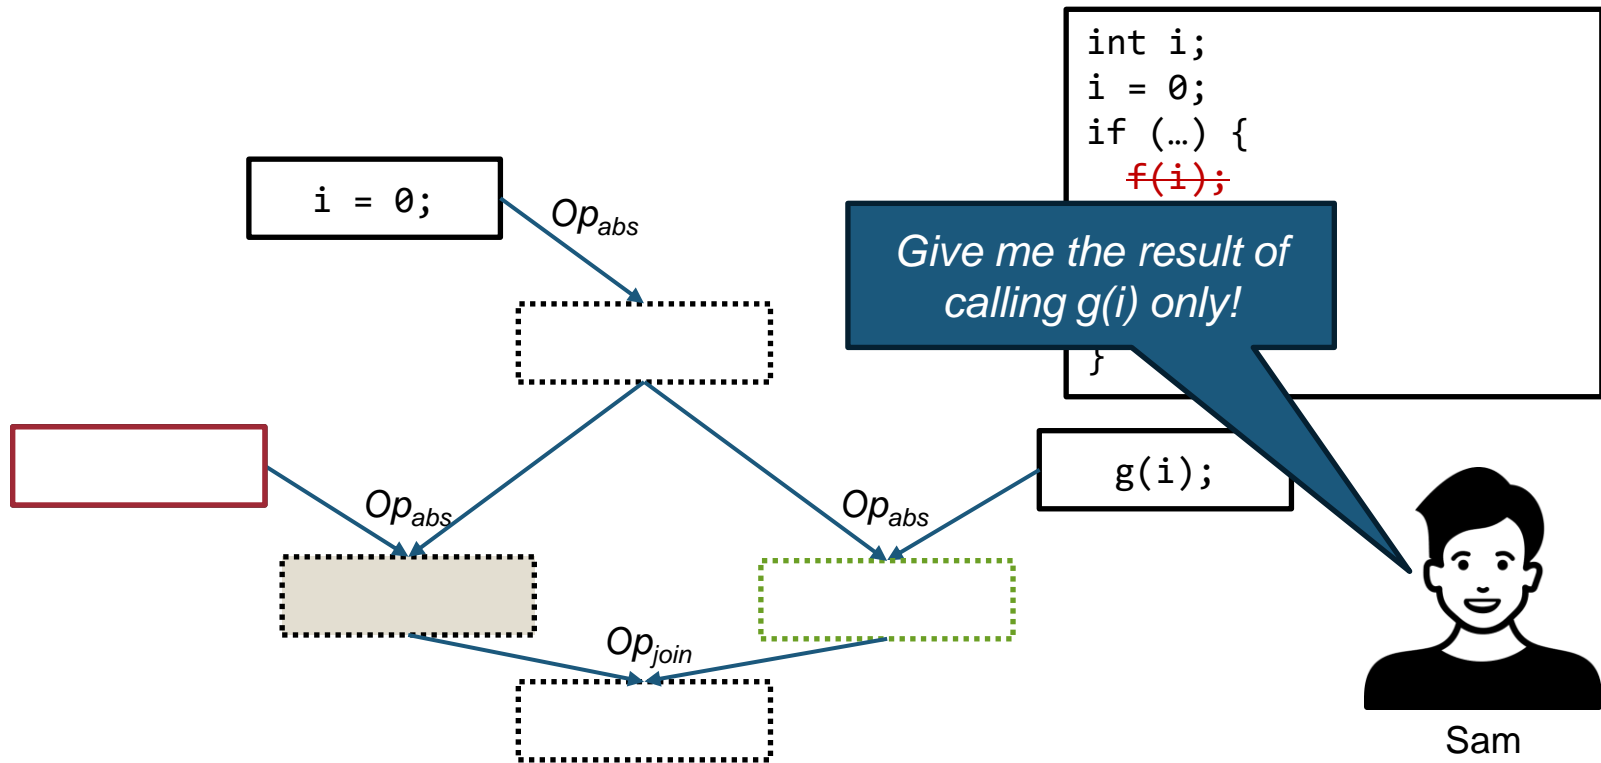 int i;
i = 0;
if (…) {
f(i);
i = 0;
Op_abs
Give me the result of
calling g(i) only!
}
g(i);
Op_abs
Op_abs
Op_join
Sam